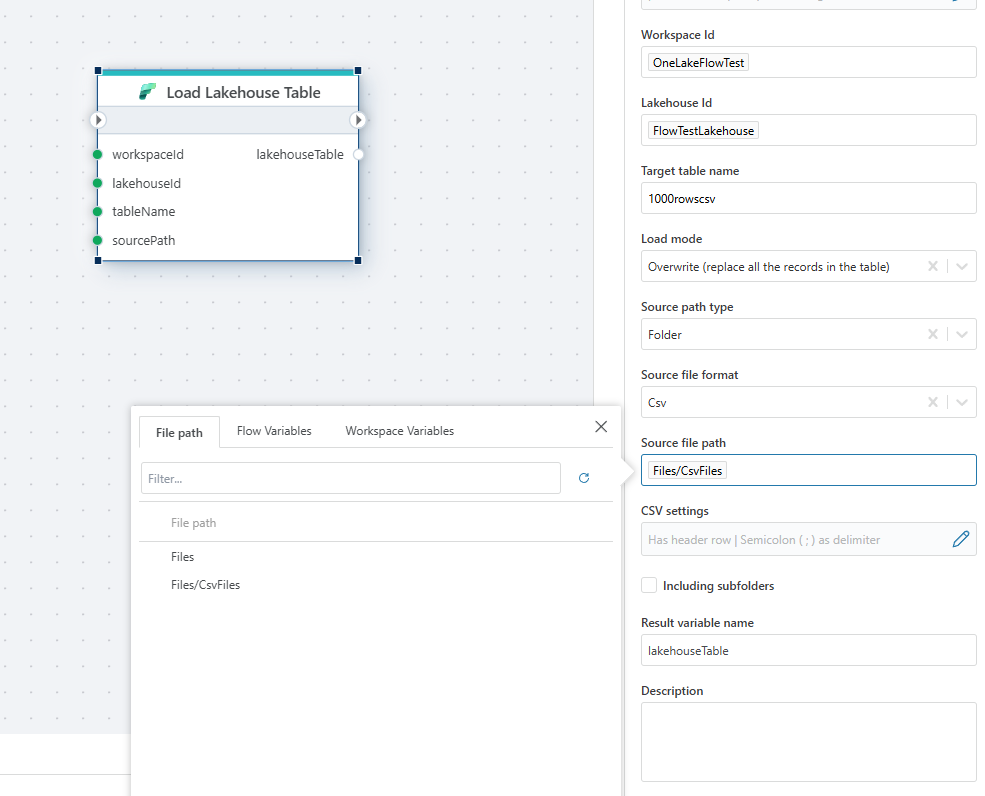 Load Lakehouse Table
workspaceId
lakehouseTable
lakehouseId
tableName
sourcePath
File path
Flow Variables
Workspace Variables
Filter...
File path
Files
Files/CsvFiles
Workspace Id
OneLakeFlowTest
Lakehouse Id
FlowTestLakehouse
Target table name
1000rowscsv
Load mode
Overwrite (replace all the records in the table)
Source path type
Folder
Source file format
Csv
Source file path
Files/CsvFiles
CSV settings
Has header row | Semicolon ( ; ) as delimiter
Including subfolders
Result variable name
lakehouseTable
Description